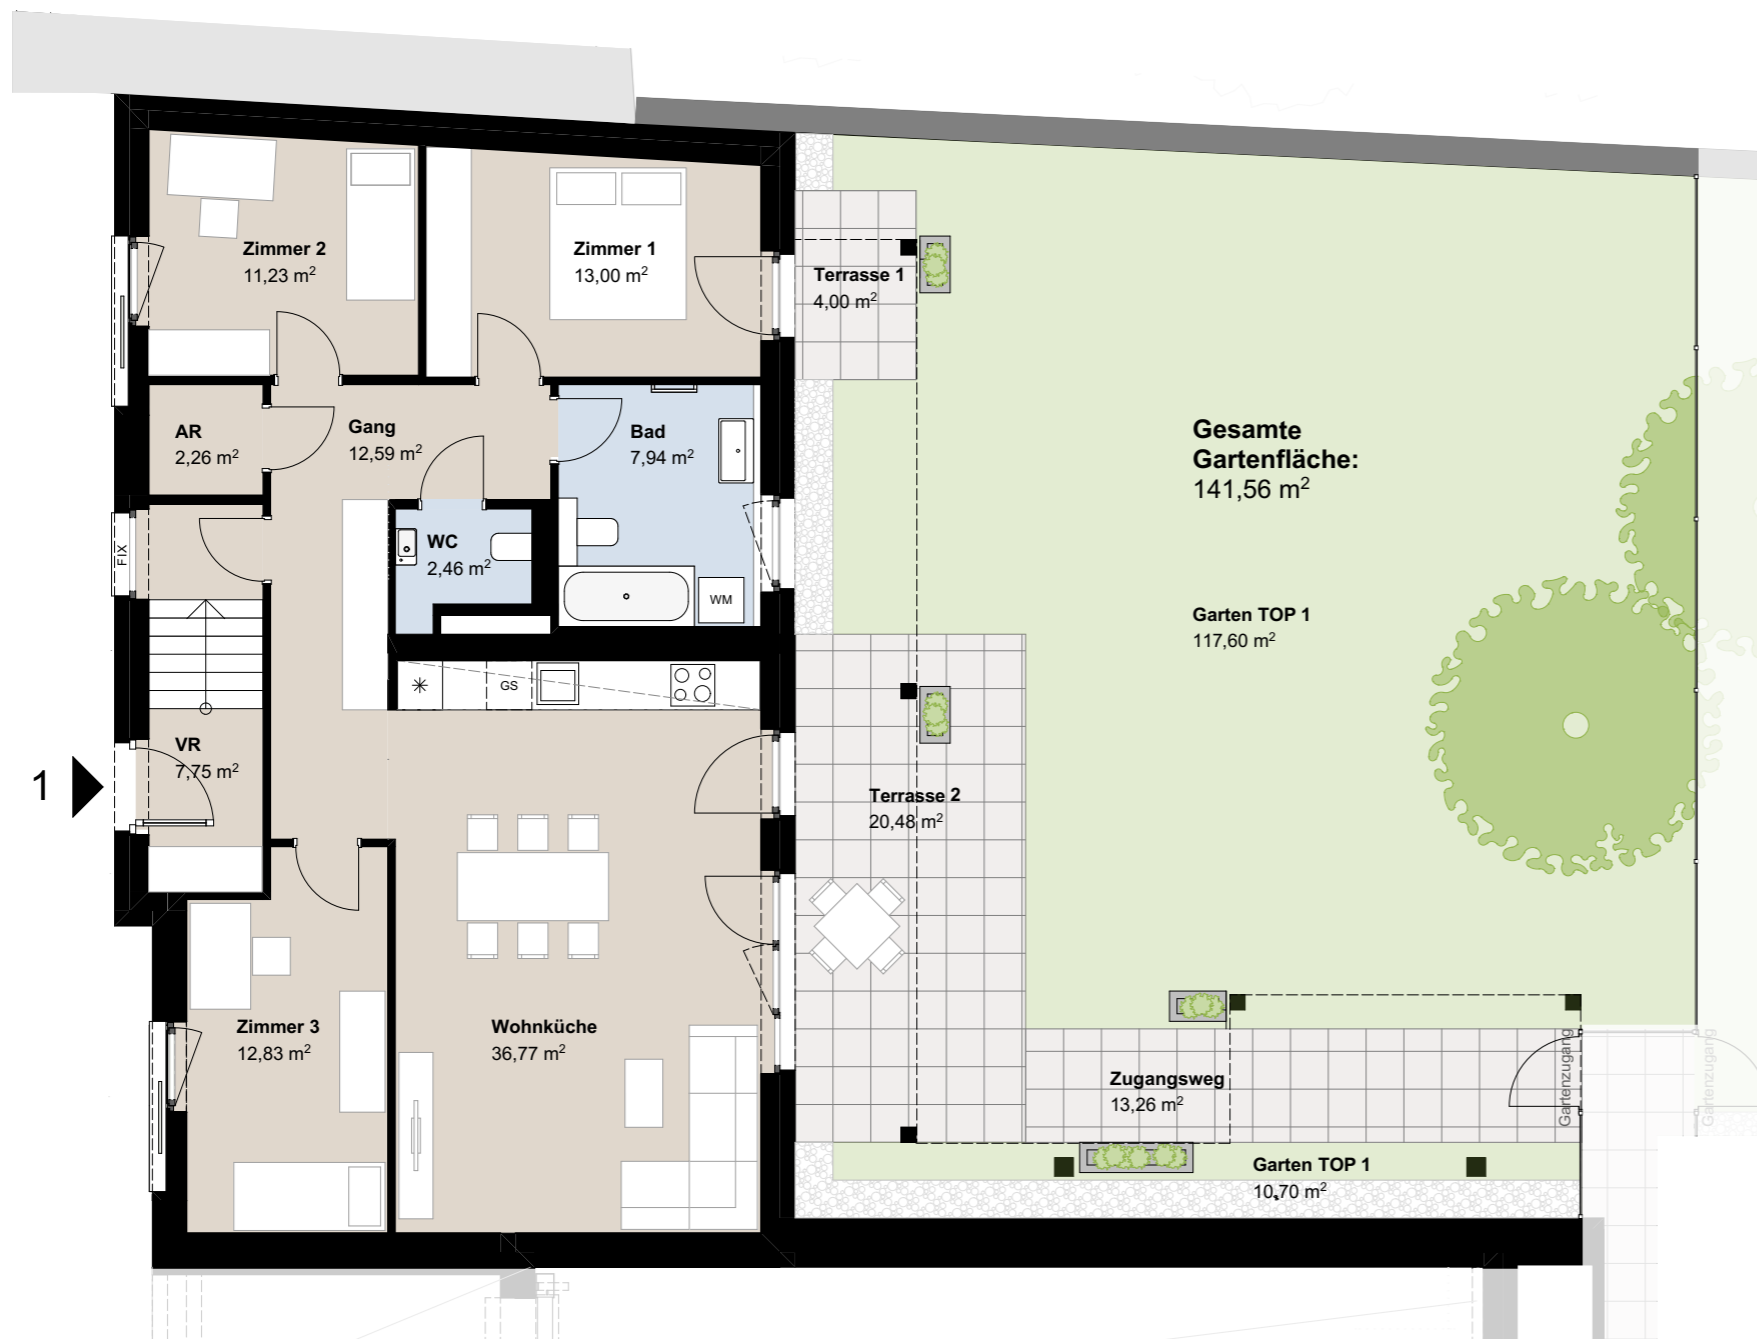 Zimmer 2
11,23 m²
Zimmer 1
13,00 m²
Terrasse 1
4,00 m²
AR
2,26 m²
Gang
12,59 m²
Bad
7,94 m²
Gesamte
Gartenfläche:
141,56 m²
FIX
WC
2,46 m²
WM
Garten TOP 1
117,60 m²
GS
VR
7,75 m²
1
Terrasse 2
20,48 m²
Zimmer 3
12,83 m²
Wohnküche
36,77 m²
Zugangsweg
13,26 m²
Gartenzugang
Gartenzugang
Garten TOP 1
10,70 m²